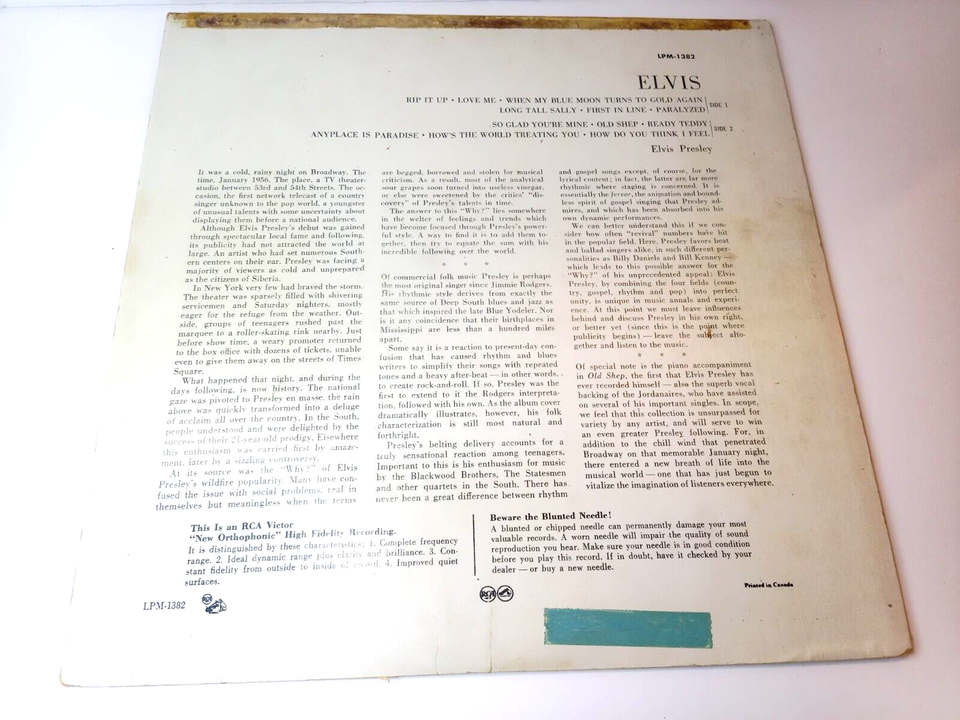 LPM-1382
ELVIS
RIP IT UP • LOVE ME • WHEN MY BLUE MOON TURNS TO GOLD AGAIN
LONG TALL SALLY • FIRST IN LINE • PARALYZED
SIDE 1
SO GLAD YOU'RE MINE • OLD SHEP • READY TEDDY
ANYPLACE IS PARADISE • HOW'S THE WORLD TREATING YOU • HOW DO YOU THINK I FEEL
SIDE 2
Elvis Presley
It was a cold, rainy night on Broadway. The
time, January 1956. The place, a TV theater-
studio between 53rd and 54th Streets. The oc-
casion, the first network telecast of a country
singer unknown to the pop world, a youngster
of unusual talents with some uncertainty about
displaying them before a national audience.
Although Elvis Presley's debut was gained
through spectacular local fame and following,
its publicity had not attracted the world at
large. An artist who had set numerous South-
ern centers on their ear, Presley was facing a
majority of viewers as cold and unprepared
as the citizens of Siberia.
In New York very few had braved the storm.
The theater was sparsely filled with shivering
servicemen and Saturday nighters, mostly
eager for the refuge from the weather. Out-
side, groups of teenagers rushed past the
marquee to a roller-skating rink nearby. Just
before show time, a weary promoter returned
to the box office with dozens of tickets, unable
even to give them away on the streets of Times
Square.
What happened that night, and during the
days following, is now history. The national
gaze was pivoted to Presley en masse, the rain
above was quickly transformed into a deluge
of acclaim all over the country. In the South,
people understood and were delighted by the
success of their 21-year-old prodigy. Elsewhere
this enthusiasm was carried first by amaze-
ment, later by a sizzling controversy.
At its source was the "Why?" of Elvis
Presley's wildfire popularity. Many have con-
fused the issue with social problems, real in
themselves but meaningless when the terms
are begged, borrowed and stolen for musical
criticism. As a result, most of the analytical
sour grapes soon turned into useless vinegar,
or else were sweetened by the critics' "dis-
covery" of Presley's talents in time.
The answer to this "Why?" lies somewhere
in the welter of feelings and trends which
have become focused through Presley's power-
ful style. A way to find it is to add them to-
gether, then try to equate the sum with his
incredible following over the world.
* * *
Of commercial folk music Presley is perhaps
the most original singer since Jimmie Rodgers.
His rhythmic style derives from exactly the
same source of Deep South blues and jazz as
that which inspired the late Blue Yodeler. Nor
is it any coincidence that their birthplaces in
Mississippi are less than a hundred miles
apart.
Some say it is a reaction to present-day con-
fusion that has caused rhythm and blues
writers to simplify their songs with repeated
tones and a heavy after-beat — in other words,
to create rock-and-roll. If so, Presley was the
first to extend it to the Rodgers interpreta-
tion, followed with his own. As the album cover
dramatically illustrates, however, his folk
characterization is still most natural and
forthright.
Presley's belting delivery accounts for a
truly sensational reaction among teenagers.
Important to this is his enthusiasm for music
by the Blackwood Brothers, The Statesmen
and other quartets in the South. There has
never been a great difference between rhythm
and gospel songs except, of course, for the
lyrical content; in fact, the latter are far more
rhythmic where staging is concerned. It is
essentially the fervor, the animation and bound-
less spirit of gospel singing that Presley ad-
mires, and which has been absorbed into his
own dynamic performances.
We can better understand this if we con-
sider how often "revival" numbers have hit
in the popular field. Here, Presley favors beat
and ballad singers alike, in such different per-
sonalities as Billy Daniels and Bill Kenney —
which lends to this possible answer for the
"Why?" of his unprecedented appeal: Elvis
Presley, by combining the four fields (coun-
try, gospel, rhythm and pop) into perfect
unity, is unique in music annals and experi-
ence. At this point we must leave influences
behind and discuss Presley in his own right,
or better yet (since this is the point where
publicity begins) — leave the subject alto-
gether and listen to the music.
* * *
Of special note is the piano accompaniment
in Old Shep, the first that Elvis Presley has
ever recorded himself — also the superb vocal
backing of the Jordanaires, who have assisted
on several of his important singles. In scope,
we feel that this collection is unsurpassed for
variety by any artist, and will serve to win
an even greater Presley following. For, in
addition to the chill wind that penetrated
Broadway on that memorable January night,
there entered a new breath of life into the
musical world — one that has just begun to
vitalize the imagination of listeners everywhere.
This Is an RCA Victor
"New Orthophonic" High Fidelity Recording.
It is distinguished by these characteristics: 1. Complete frequency
range. 2. Ideal dynamic range plus clarity and brilliance. 3. Con-
stant fidelity from outside to inside of record. 4. Improved quiet
surfaces.
Beware the Blunted Needle!
A blunted or chipped needle can permanently damage your most
valuable records. A worn needle will impair the quality of sound
reproduction you hear. Make sure your needle is in good condition
before you play this record. If in doubt, have it checked by your
dealer — or buy a new needle.
Printed in Canada
LPM-1382
RCA
RCA